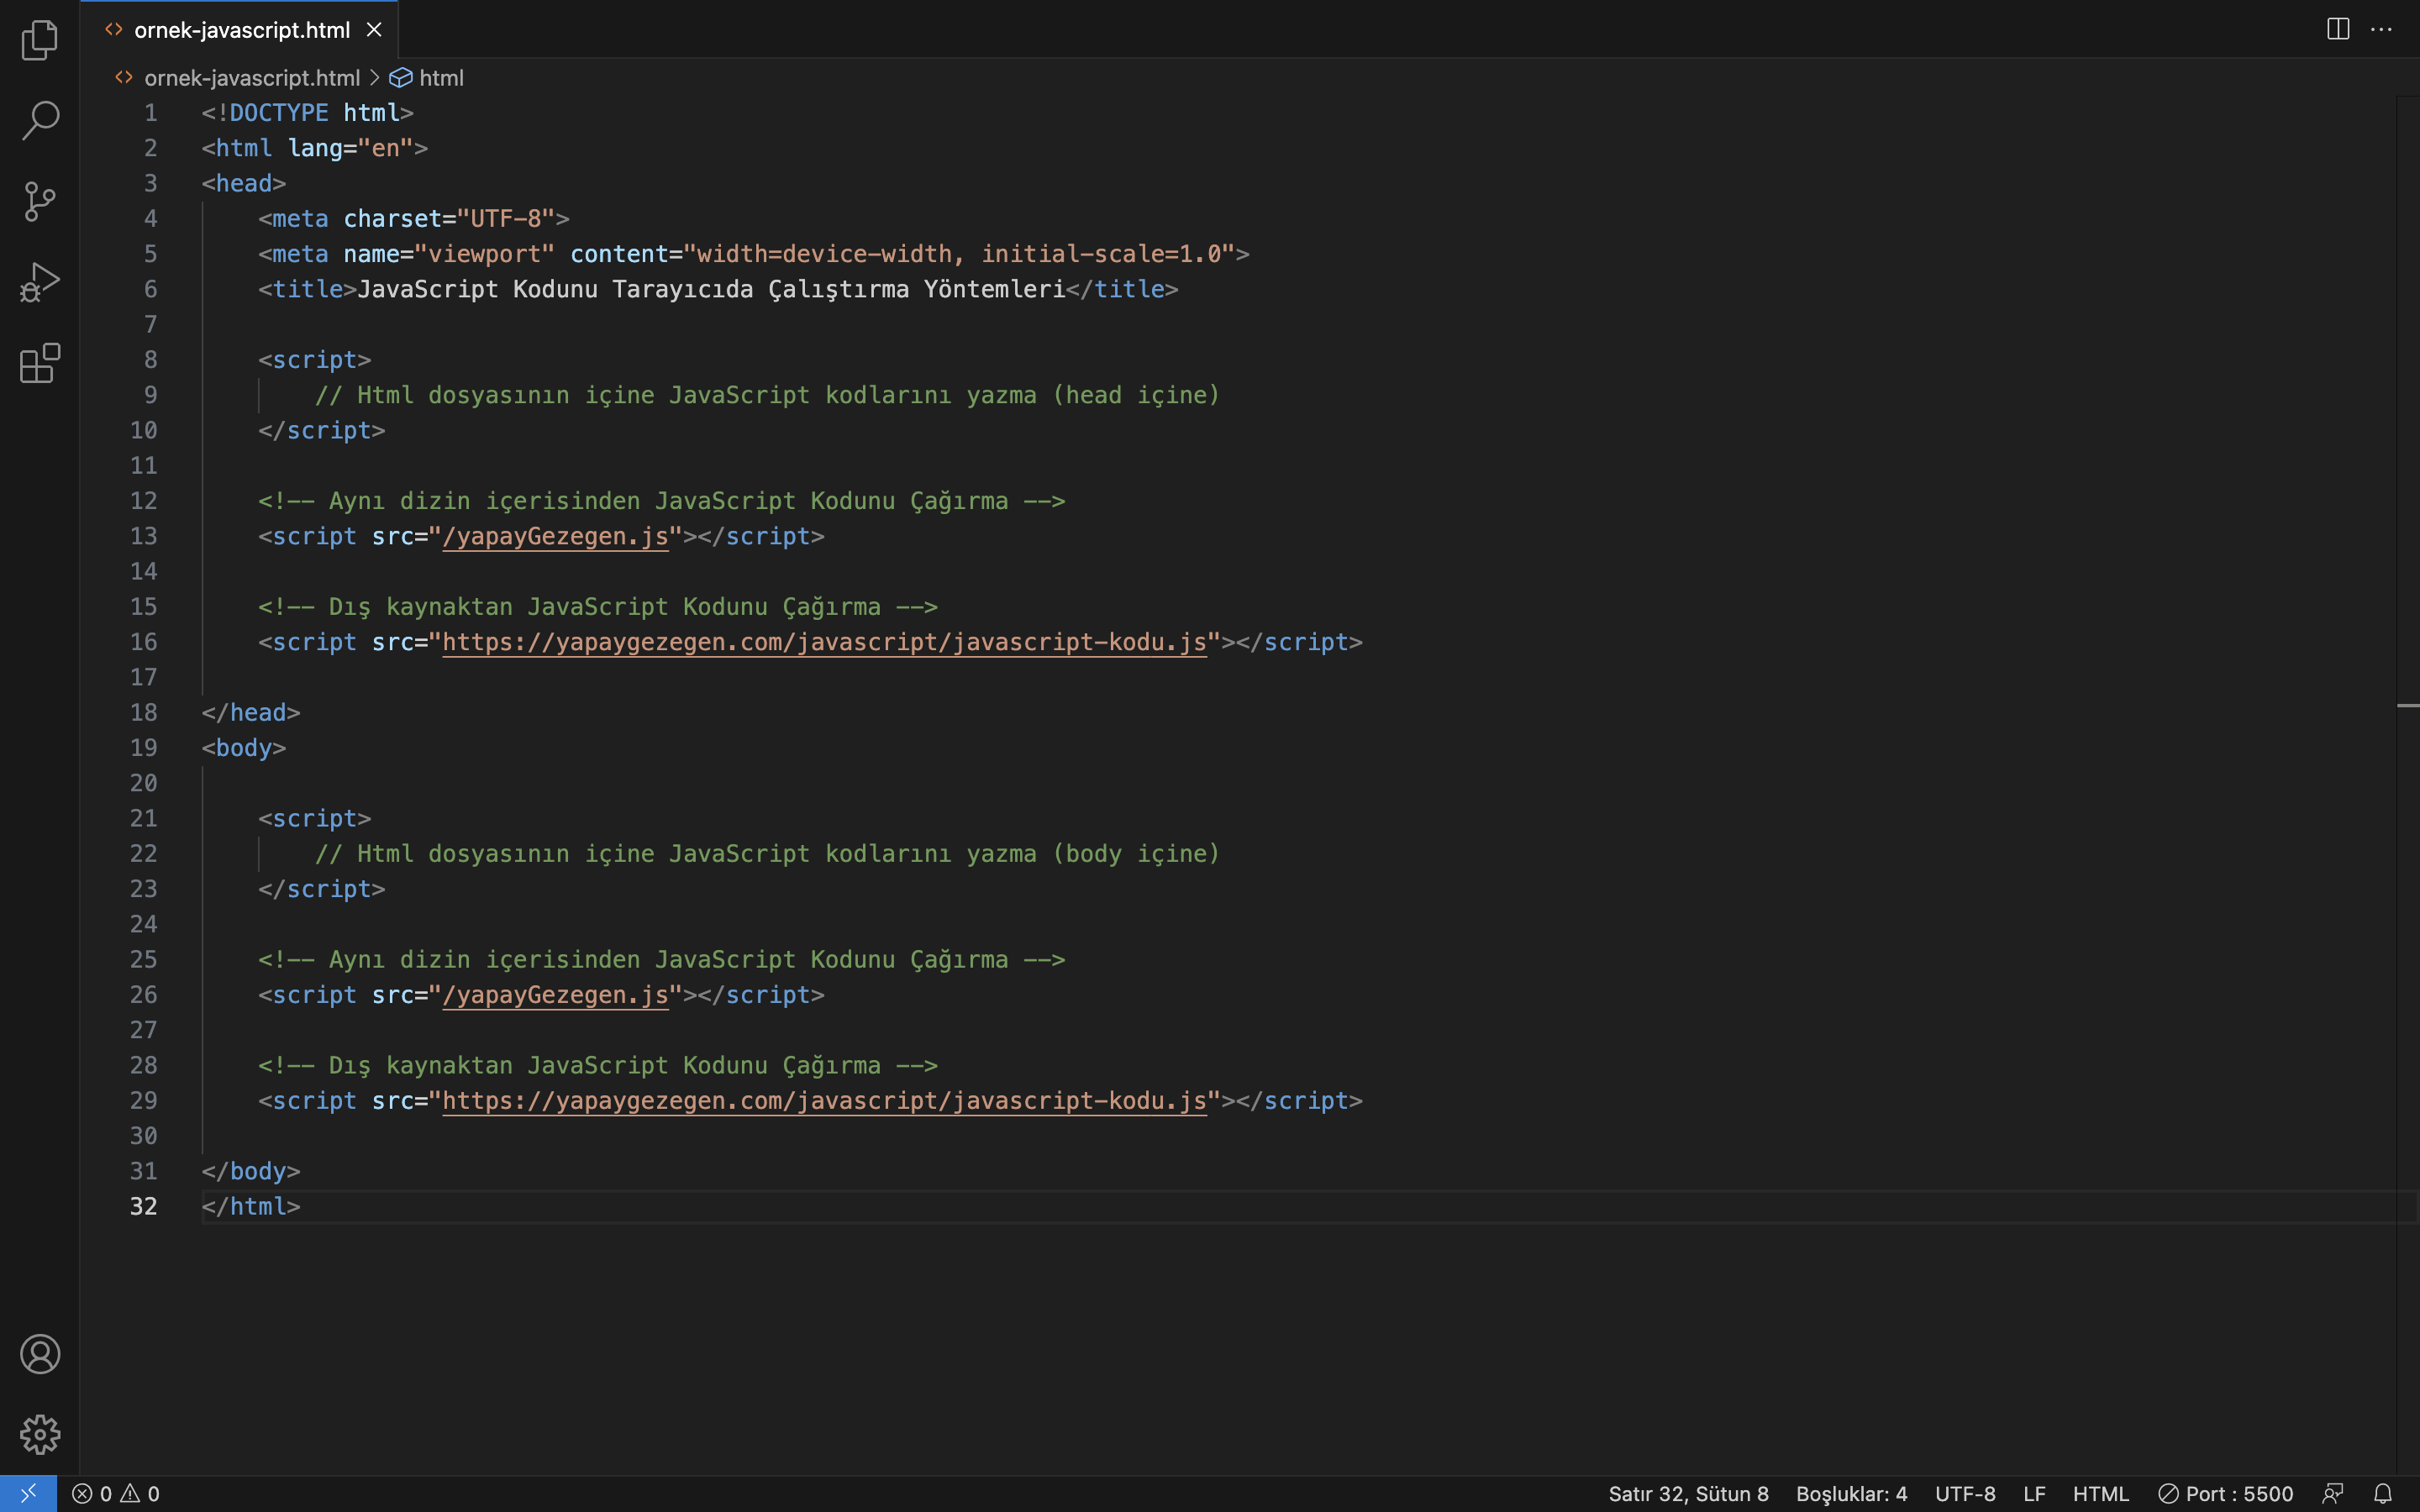 ornek-javascript.html
ornek-javascript.html > html
1 <!DOCTYPE html>
2 <html lang="en">
3 <head>
4     <meta charset="UTF-8">
5     <meta name="viewport" content="width=device-width, initial-scale=1.0">
6     <title>JavaScript Kodunu Tarayıcıda Çalıştırma Yöntemleri</title>
7
8     <script>
9         // Html dosyasının içine JavaScript kodlarını yazma (head içine)
10     </script>
11
12     <!-- Aynı dizin içerisinden JavaScript Kodunu Çağırma -->
13     <script src="/yapayGezegen.js"></script>
14
15     <!-- Dış kaynaktan JavaScript Kodunu Çağırma -->
16     <script src="https://yapaygezegen.com/javascript/javascript-kodu.js"></script>
17
18 </head>
19 <body>
20
21     <script>
22         // Html dosyasının içine JavaScript kodlarını yazma (body içine)
23     </script>
24
25     <!-- Aynı dizin içerisinden JavaScript Kodunu Çağırma -->
26     <script src="/yapayGezegen.js"></script>
27
28     <!-- Dış kaynaktan JavaScript Kodunu Çağırma -->
29     <script src="https://yapaygezegen.com/javascript/javascript-kodu.js"></script>
30
31 </body>
32 </html>
0 0 Satır 32, Sütun 8 Boşluklar: 4 UTF-8 LF HTML Port : 5500